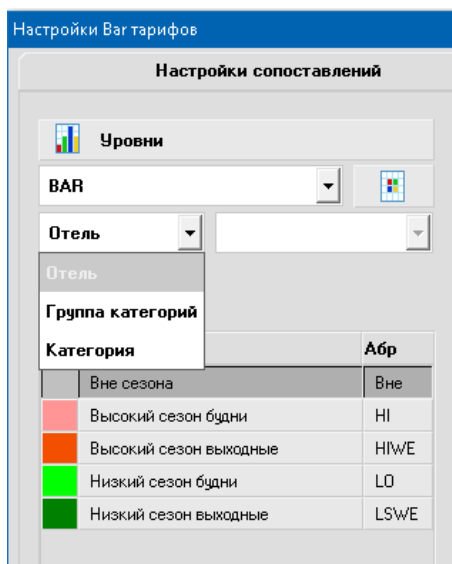 Настройки Bar тарифов
Настройки сопоставлений
Уровни
BAR
Отель
Отель
Группа категорий
Категория
Абр
Вне сезона Вне
Высокий сезон будни HI
Высокий сезон выходные HIWE
Низкий сезон будни LO
Низкий сезон выходные LSWE